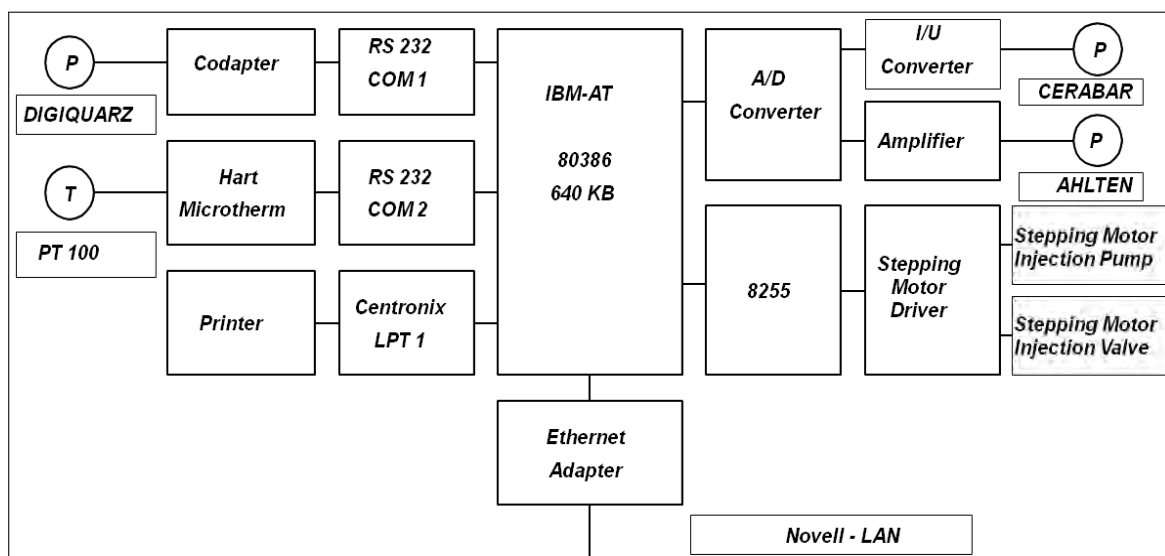 P
DIGIQUARZ
Codapter
RS 232
COM 1
IBM-AT
80386
640 KB
A/D
Converter
I/U
Converter
P
CERABAR
Amplifier
P
AHLTEN
T
PT 100
Hart
Microtherm
RS 232
COM 2
Printer
Centronix
LPT 1
8255
Stepping
Motor
Driver
Stepping Motor
Injection Pump
Stepping Motor
Injection Valve
Ethernet
Adapter
Novell - LAN